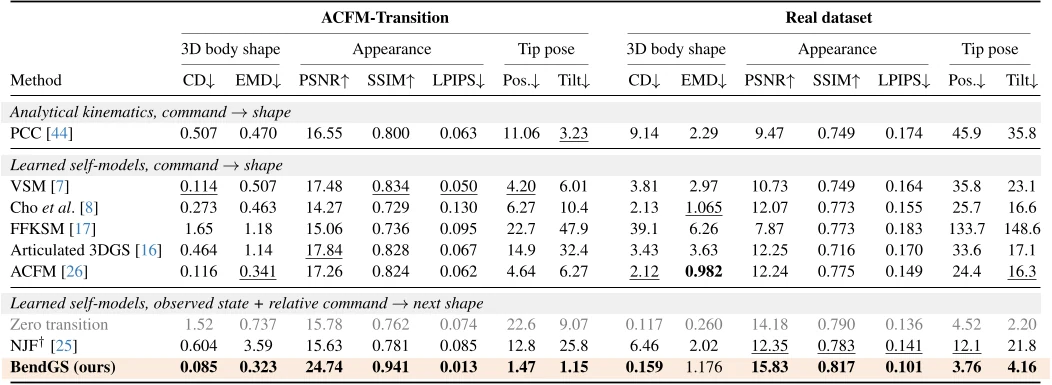 ACFM-Transition Real dataset
3D body shape Appearance Tip pose 3D body shape Appearance Tip pose
Method CD↓ EMD↓ PSNR↑ SSIM↑ LPIPS↓ Pos.↓ Tilt↓ CD↓ EMD↓ PSNR↑ SSIM↑ LPIPS↓ Pos.↓ Tilt↓
Analytical kinematics, command → shape
PCC [44] 0.507 0.470 16.55 0.800 0.063 11.06 3.23 9.14 2.29 9.47 0.749 0.174 45.9 35.8
Learned self-models, command → shape
VSM [7] 0.114 0.507 17.48 0.834 0.050 4.20 6.01 3.81 2.97 10.73 0.749 0.164 35.8 23.1
Cho et al. [8] 0.273 0.463 14.27 0.729 0.130 6.27 10.4 2.13 1.065 12.07 0.773 0.155 25.7 16.6
FFKSM [17] 1.65 1.18 15.06 0.736 0.095 22.7 47.9 39.1 6.26 7.87 0.773 0.183 133.7 148.6
Articulated 3DGS [16] 0.464 1.14 17.84 0.828 0.067 14.9 32.4 3.43 3.63 12.25 0.716 0.170 33.6 17.1
ACFM [26] 0.116 0.341 17.26 0.824 0.062 4.64 6.27 2.12 0.982 12.24 0.775 0.149 24.4 16.3
Learned self-models, observed state + relative command → next shape
Zero transition 1.52 0.737 15.78 0.762 0.074 22.6 9.07 0.117 0.260 14.18 0.790 0.136 4.52 2.20
NJF† [25] 0.604 3.59 15.63 0.781 0.085 12.8 25.8 6.46 2.02 12.35 0.783 0.141 12.1 21.8
BendGS (ours) 0.085 0.323 24.74 0.941 0.013 1.47 1.15 0.159 1.176 15.83 0.817 0.101 3.76 4.16